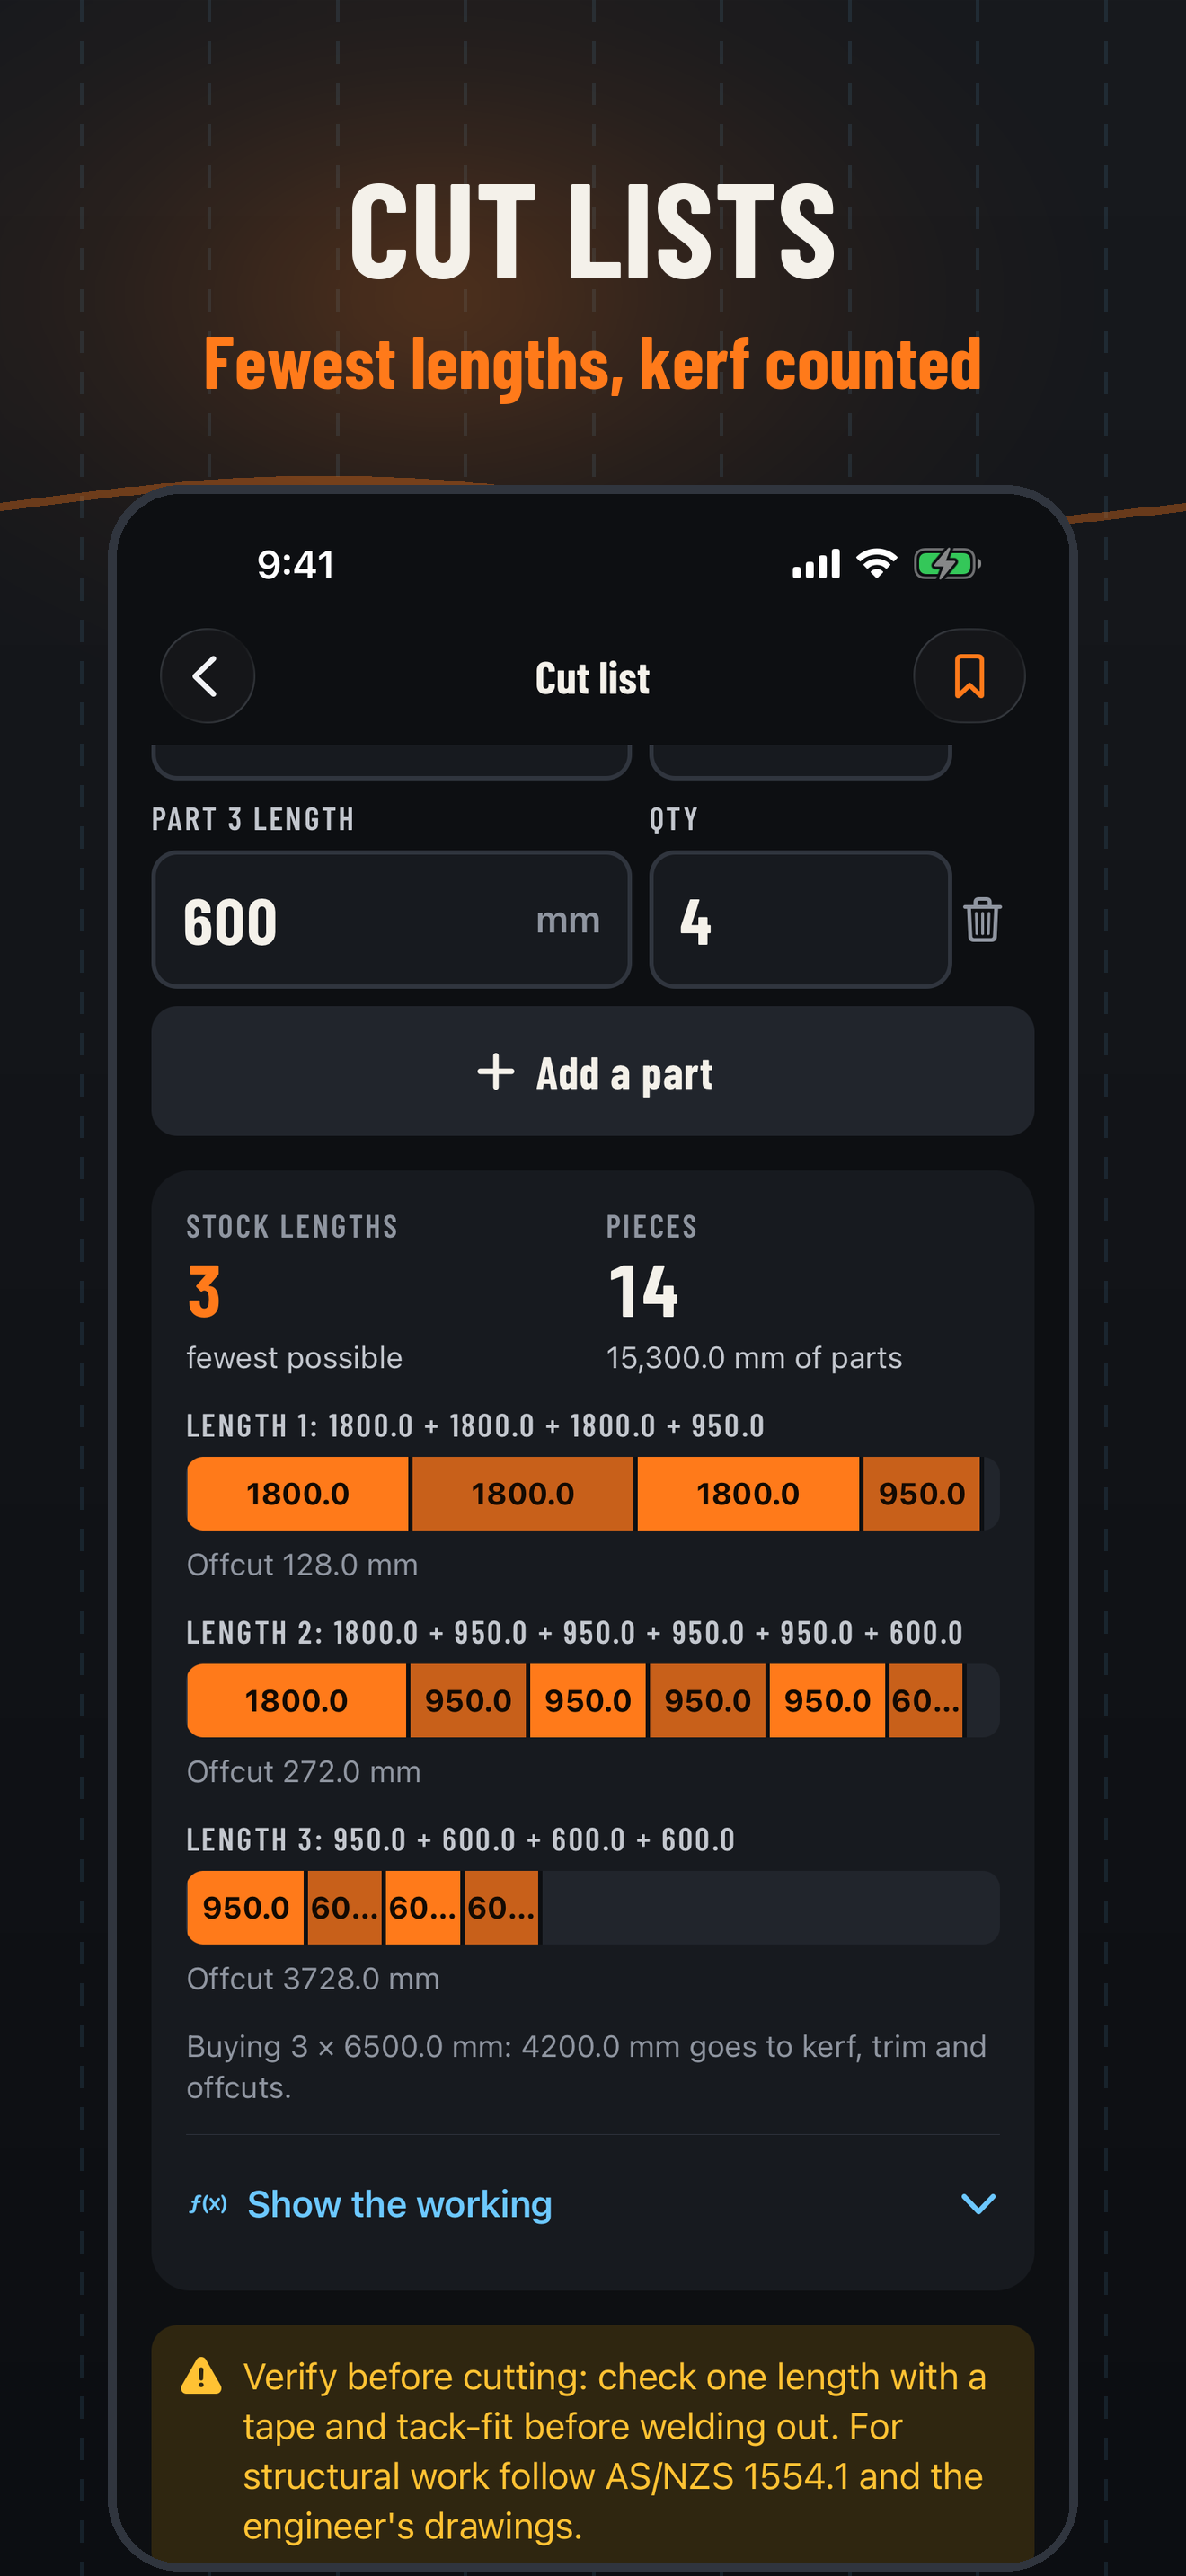 CUT LISTS
Fewest lengths, kerf counted
9:41
Cut list
PART 3 LENGTH QTY
600 mm 4
Add a part
STOCK LENGTHS PIECES
3 14
fewest possible 15,300.0 mm of parts
LENGTH 1: 1800.0 + 1800.0 + 1800.0 + 950.0
1800.0 1800.0 1800.0 950.0
Offcut 128.0 mm
LENGTH 2: 1800.0 + 950.0 + 950.0 + 950.0 + 950.0 + 600.0
1800.0 950.0 950.0 950.0 950.0 60...
Offcut 272.0 mm
LENGTH 3: 950.0 + 600.0 + 600.0 + 600.0
950.0 60... 60... 60...
Offcut 3728.0 mm
Buying 3 × 6500.0 mm: 4200.0 mm goes to kerf, trim and
offcuts.
f(x) Show the working
Verify before cutting: check one length with a
tape and tack-fit before welding out. For
structural work follow AS/NZS 1554.1 and the
engineer's drawings.